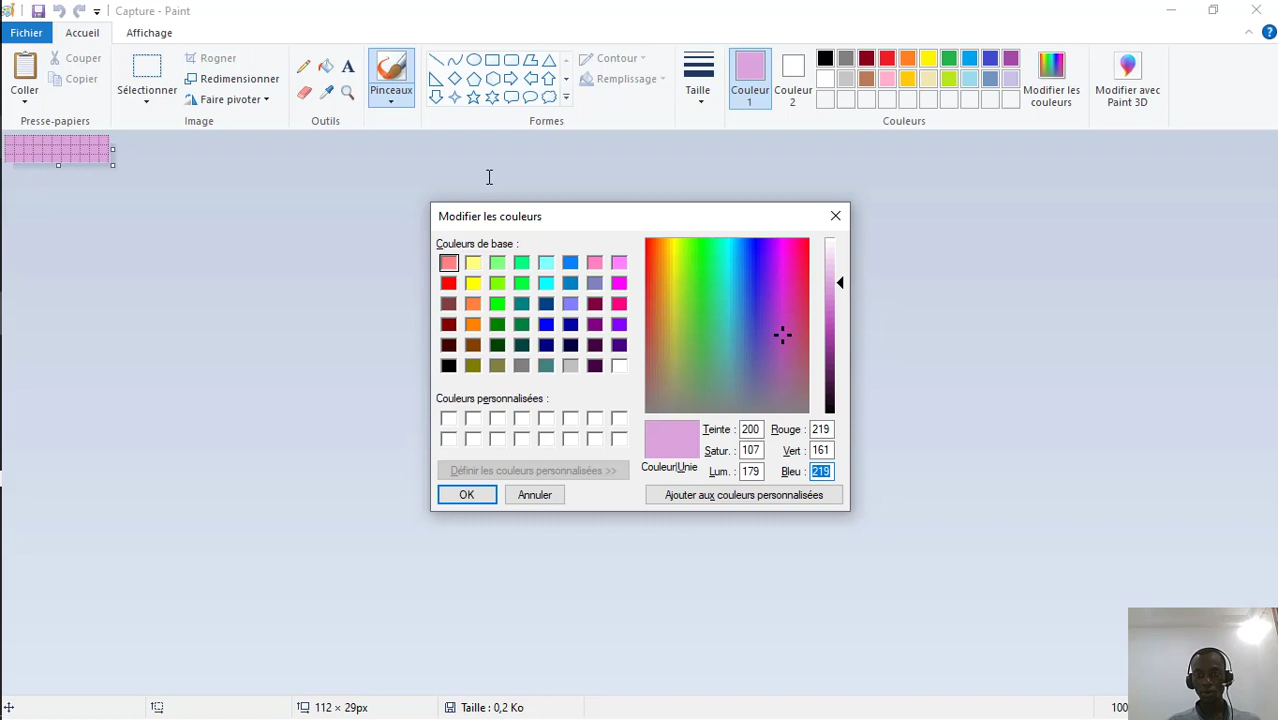 Capture - Paint
Fichier
Accueil
Affichage
Coller
Couper
Copier
Presse-papiers
Sélectionner
Rogner
Redimensionner
Faire pivoter
Image
A
Outils
Pinceaux
Contour
Remplissage
Formes
Taille
Couleur
1
Couleur
2
Modifier les
couleurs
Couleurs
Modifier avec
Paint 3D
Modifier les couleurs
Couleurs de base :
Couleurs personnalisées :
Définir les couleurs personnalisées >>
OK
Annuler
Couleur|Unie
Teinte : 200
Rouge : 219
Satur. : 107
Vert : 161
Lum. : 179
Bleu : 219
Ajouter aux couleurs personnalisées
112 × 29px
Taille : 0,2 Ko
100